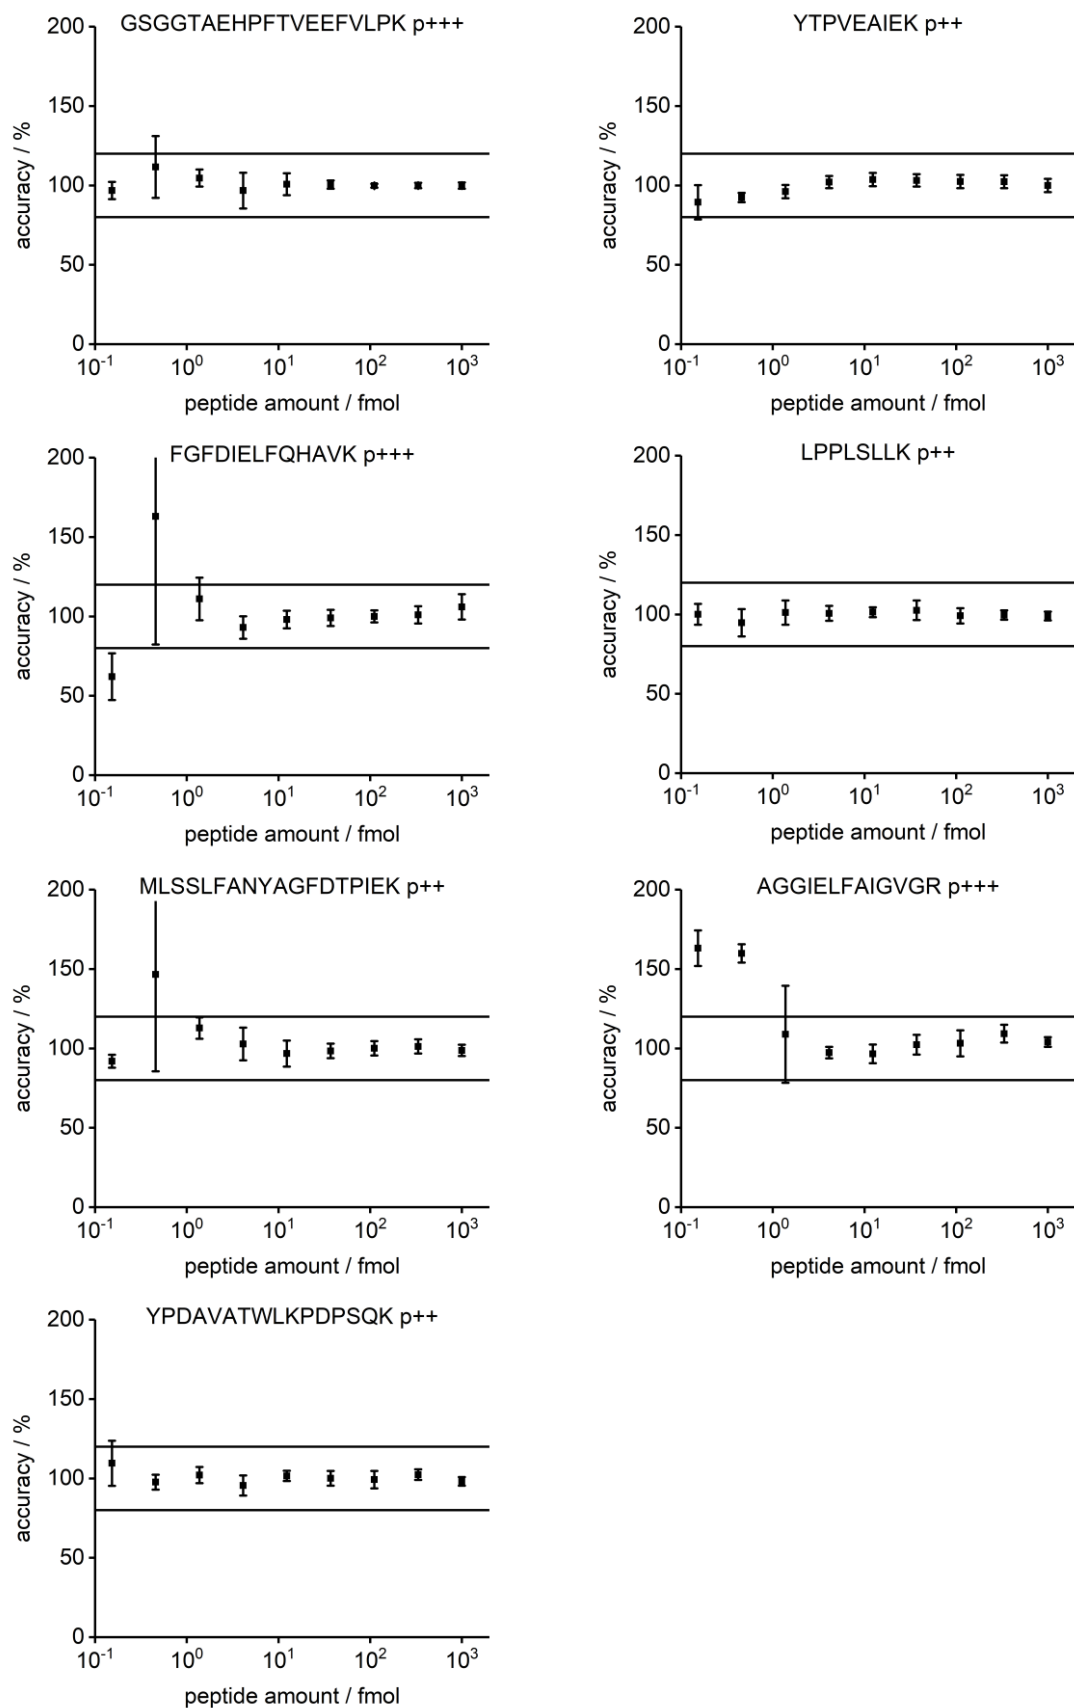 GSGGTAEHPFTVEEFVLPK p+++
200
150
100
50
0
accuracy / %
10⁻¹ 10⁰ 10¹ 10² 10³
peptide amount / fmol
YTPVEAIEK p++
200
150
100
50
0
accuracy / %
10⁻¹ 10⁰ 10¹ 10² 10³
peptide amount / fmol
FGFDIELFQHAVK p+++
200
150
100
50
0
accuracy / %
10⁻¹ 10⁰ 10¹ 10² 10³
peptide amount / fmol
LPPLSLLK p++
200
150
100
50
0
accuracy / %
10⁻¹ 10⁰ 10¹ 10² 10³
peptide amount / fmol
MLSSLFANYAGFDTPIEK p++
200
150
100
50
0
accuracy / %
10⁻¹ 10⁰ 10¹ 10² 10³
peptide amount / fmol
AGGIELFAIGVGR p+++
200
150
100
50
0
accuracy / %
10⁻¹ 10⁰ 10¹ 10² 10³
peptide amount / fmol
YPDAVATWLKPDPSQK p++
200
150
100
50
0
accuracy / %
10⁻¹ 10⁰ 10¹ 10² 10³
peptide amount / fmol